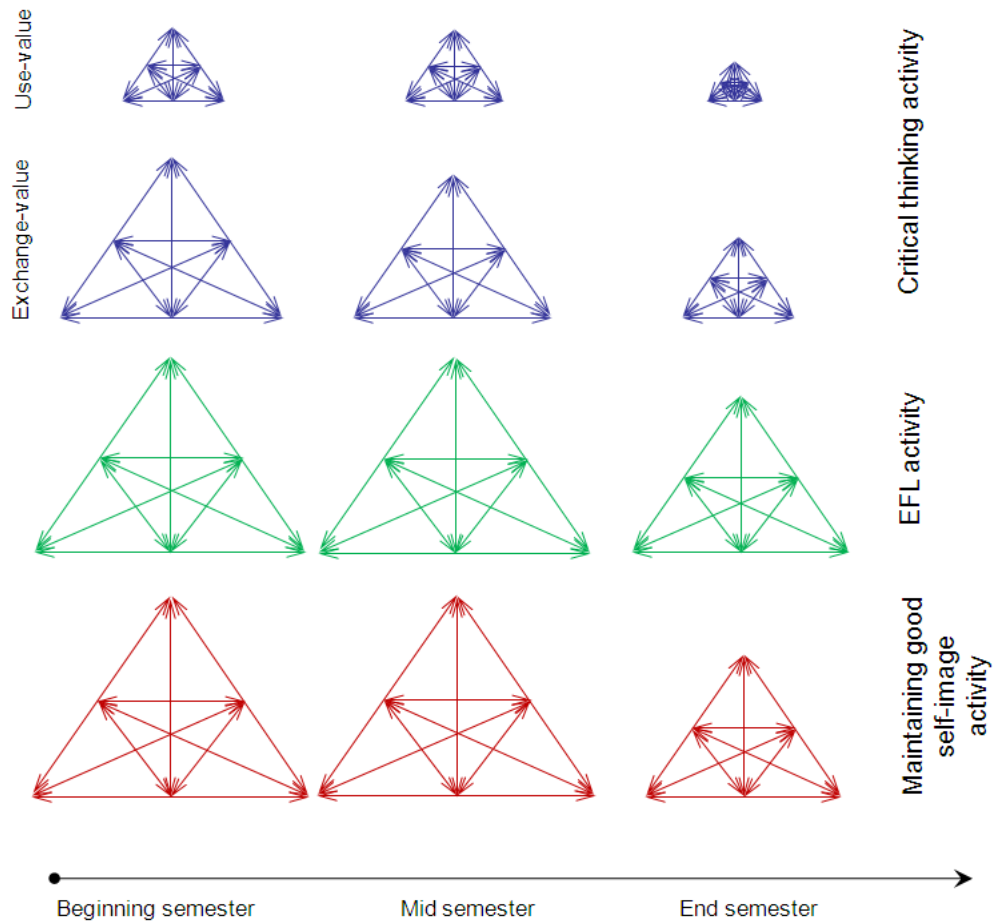 Use-value
Exchange-value
Critical thinking activity
EFL activity
Maintaining good
self-image
activity
Beginning semester
Mid semester
End semester